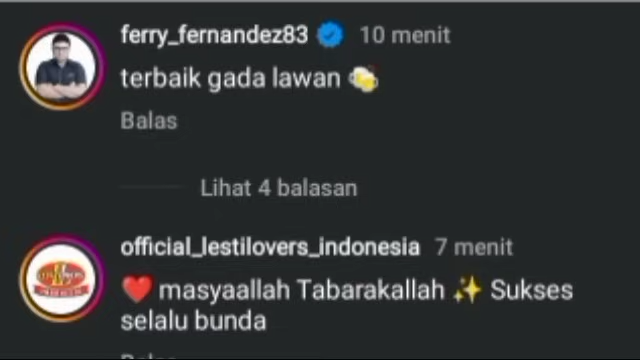 ferry_fernandez83 10 menit
terbaik gada lawan
Balas
Lihat 4 balasan
official_lestilovers_indonesia 7 menit
❤️ masyaallah Tabarakallah ✨ Sukses
selalu bunda